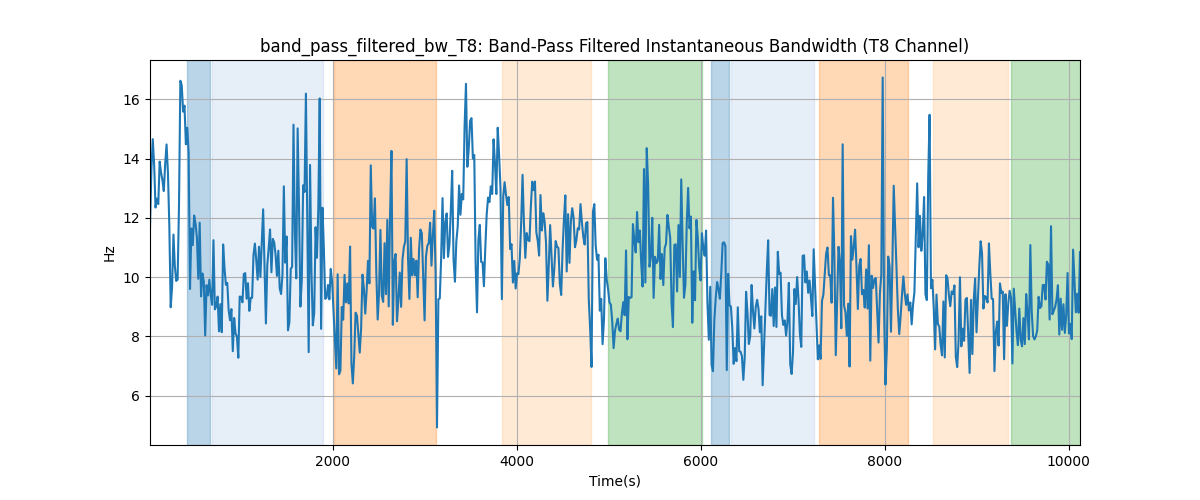 band_pass_filtered_bw_T8: Band-Pass Filtered Instantaneous Bandwidth (T8 Channel)
16
14
12
10
8
6
Hz
2000 4000 6000 8000 10000
Time(s)